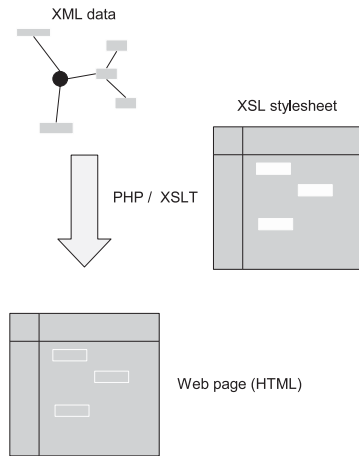 XML data
XSL stylesheet
PHP / XSLT
Web page (HTML)